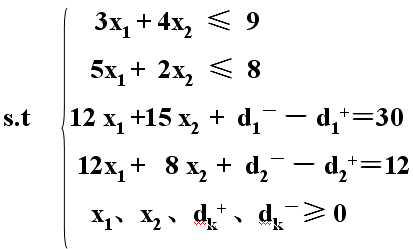 3x₁ + 4x₂ ≤ 9
5x₁ + 2x₂ ≤ 8
s.t 12 x₁ +15 x₂ + d₁⁻ − d₁⁺=30
12x₁ + 8 x₂ + d₂⁻ − d₂⁺=12
x₁、x₂、dₖ⁺、dₖ⁻≥ 0